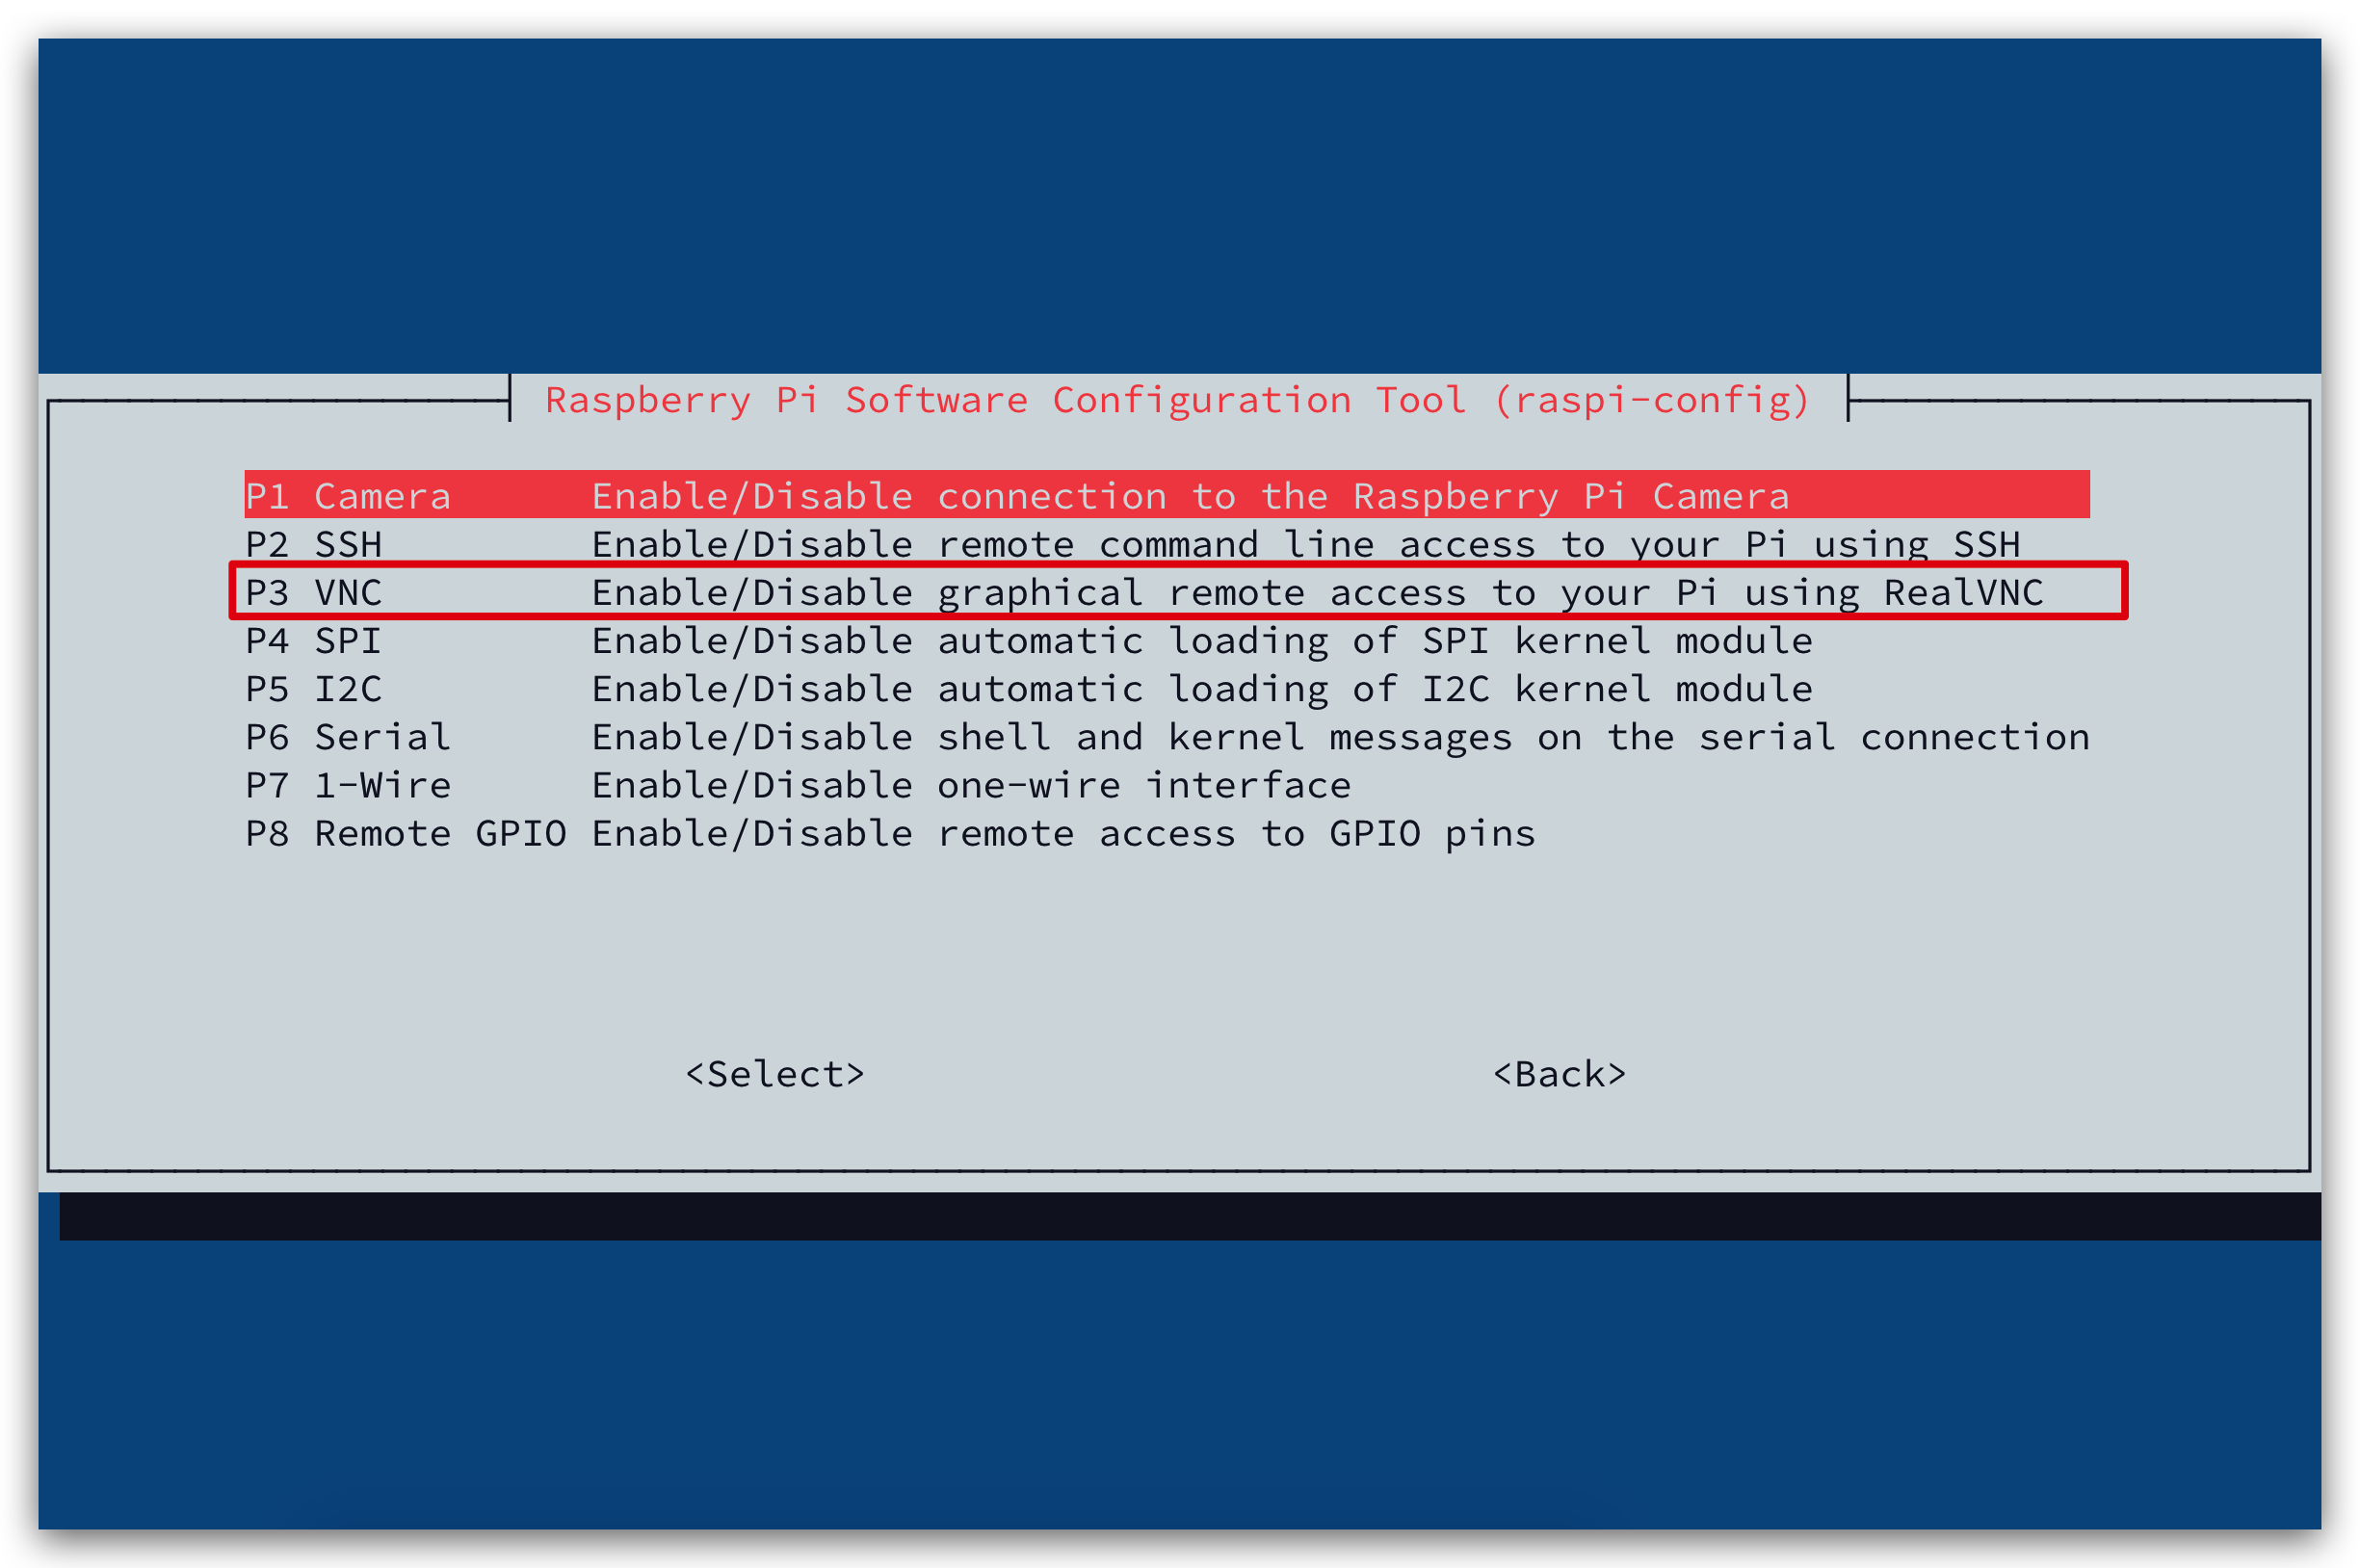 Raspberry Pi Software Configuration Tool (raspi-config)
P1 Camera Enable/Disable connection to the Raspberry Pi Camera
P2 SSH Enable/Disable remote command line access to your Pi using SSH
P3 VNC Enable/Disable graphical remote access to your Pi using RealVNC
P4 SPI Enable/Disable automatic loading of SPI kernel module
P5 I2C Enable/Disable automatic loading of I2C kernel module
P6 Serial Enable/Disable shell and kernel messages on the serial connection
P7 1-Wire Enable/Disable one-wire interface
P8 Remote GPIO Enable/Disable remote access to GPIO pins
<Select> <Back>